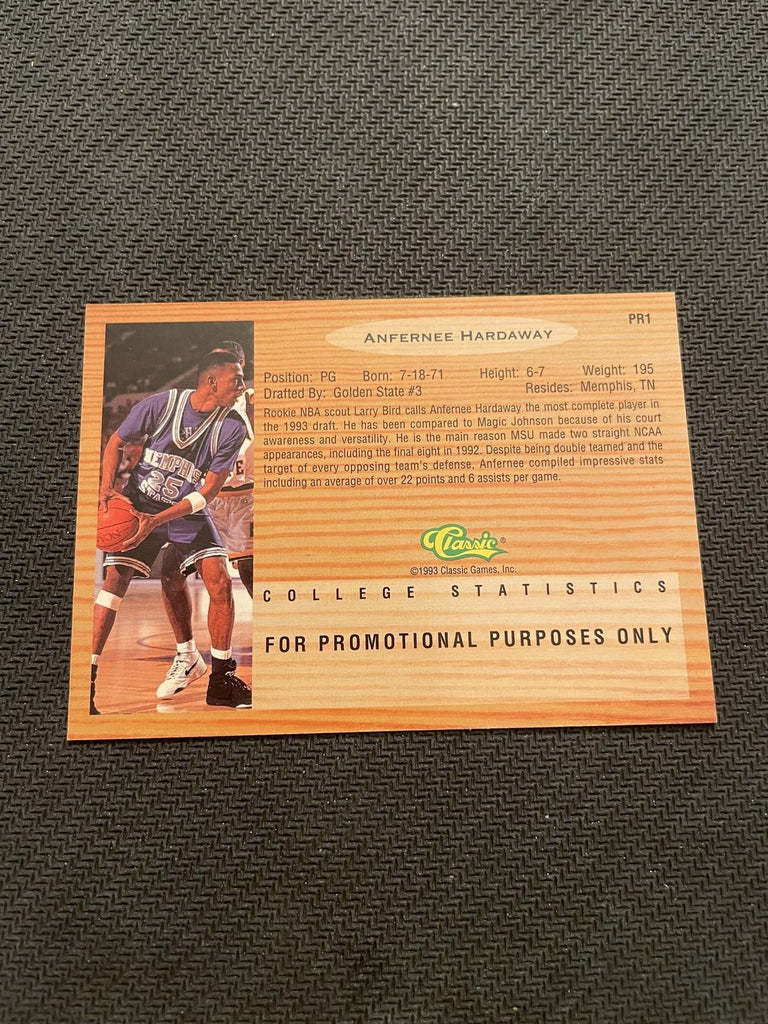 PR1
ANFERNEE HARDAWAY
Position: PG Born: 7-18-71 Height: 6-7 Weight: 195
Drafted By: Golden State #3 Resides: Memphis, TN
Rookie NBA scout Larry Bird calls Anfernee Hardaway the most complete player in
the 1993 draft. He has been compared to Magic Johnson because of his court
awareness and versatility. He is the main reason MSU made two straight NCAA
appearances, including the final eight in 1992. Despite being double teamed and the
target of every opposing team's defense, Anfernee compiled impressive stats
including an average of over 22 points and 6 assists per game.
MEMPHIS
STATE
25
Classic®
©1993 Classic Games, Inc.
COLLEGE STATISTICS
FOR PROMOTIONAL PURPOSES ONLY